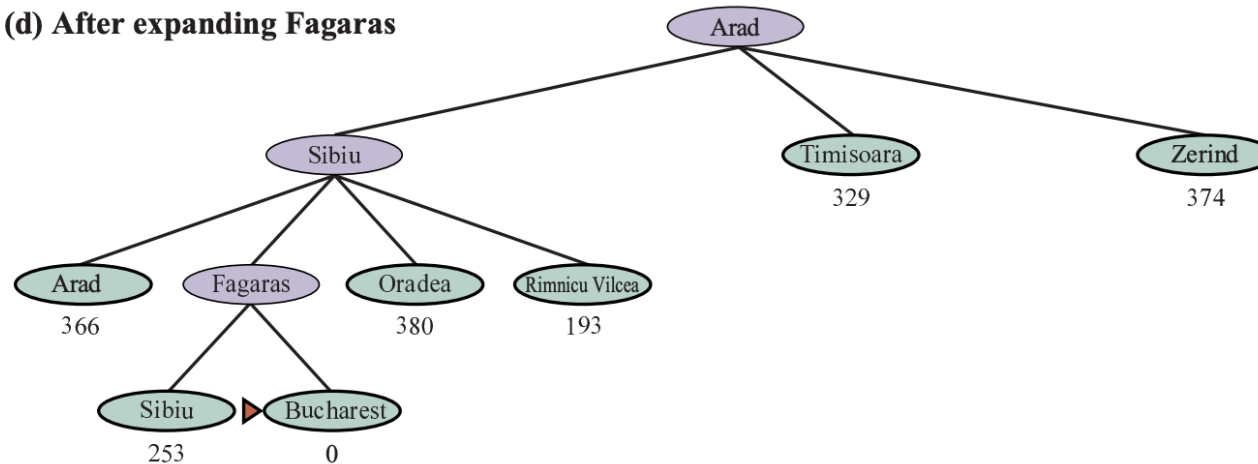 (d) After expanding Fagaras
Arad
Sibiu
Timisoara
Zerind
329
374
Arad
Fagaras
Oradea
Rimnicu Vilcea
366
380
193
Sibiu
Bucharest
253
0